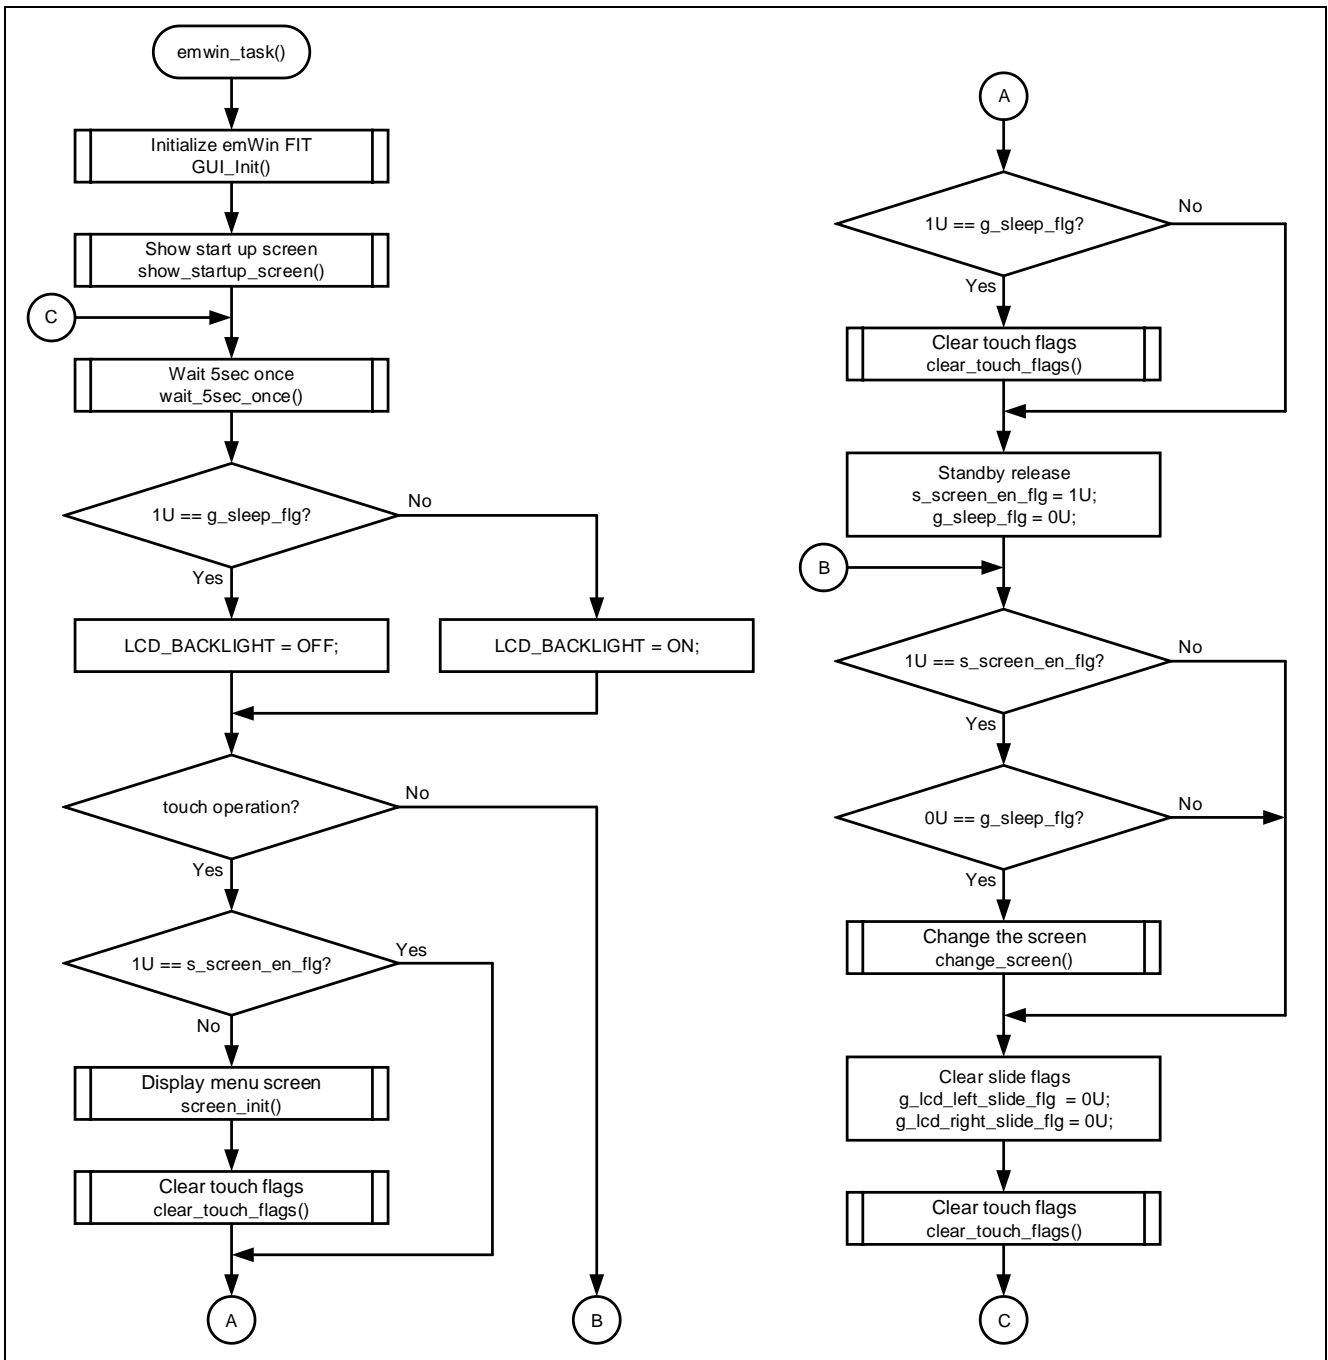 emwin_task()
Initialize emWin FIT
GUI_Init()
Show start up screen
show_startup_screen()
C
Wait 5sec once
wait_5sec_once()
1U == g_sleep_flg?
No
Yes
LCD_BACKLIGHT = OFF;
LCD_BACKLIGHT = ON;
touch operation?
No
Yes
1U == s_screen_en_flg?
Yes
No
Display menu screen
screen_init()
Clear touch flags
clear_touch_flags()
A
B
A
1U == g_sleep_flg?
No
Yes
Clear touch flags
clear_touch_flags()
Standby release
s_screen_en_flg = 1U;
g_sleep_flg = 0U;
B
1U == s_screen_en_flg?
No
Yes
0U == g_sleep_flg?
No
Yes
Change the screen
change_screen()
Clear slide flags
g_lcd_left_slide_flg = 0U;
g_lcd_right_slide_flg = 0U;
Clear touch flags
clear_touch_flags()
C